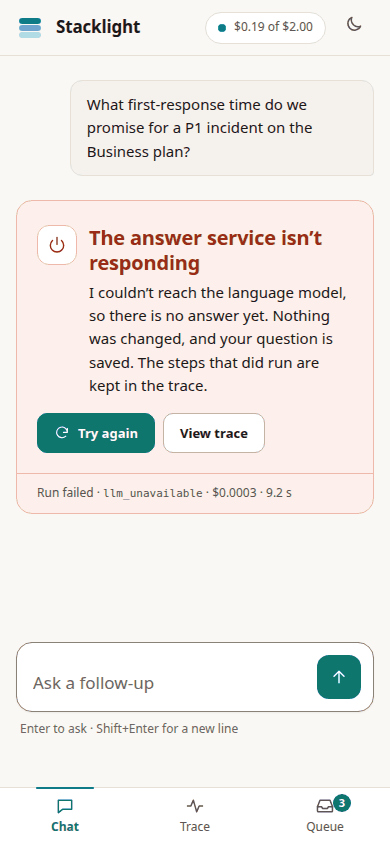 Stacklight
$0.19 of $2.00
What first-response time do we
promise for a P1 incident on the
Business plan?
The answer service isn’t
responding
I couldn’t reach the language model,
so there is no answer yet. Nothing
was changed, and your question is
saved. The steps that did run are
kept in the trace.
Try again
View trace
Run failed · llm_unavailable · $0.0003 · 9.2 s
Ask a follow-up
Enter to ask · Shift+Enter for a new line
3
Chat
Trace
Queue